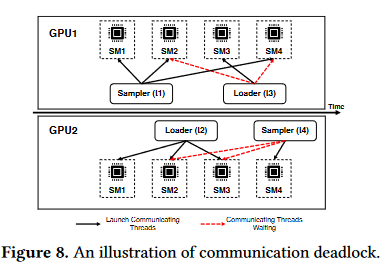 GPU1
SM1 SM2 SM3 SM4
Sampler (I1) Loader (I3)
Time
GPU2
Loader (I2) Sampler (I4)
SM1 SM2 SM3 SM4
Launch Communicating Threads
Communicating Threads Waiting
Figure 8. An illustration of communication deadlock.